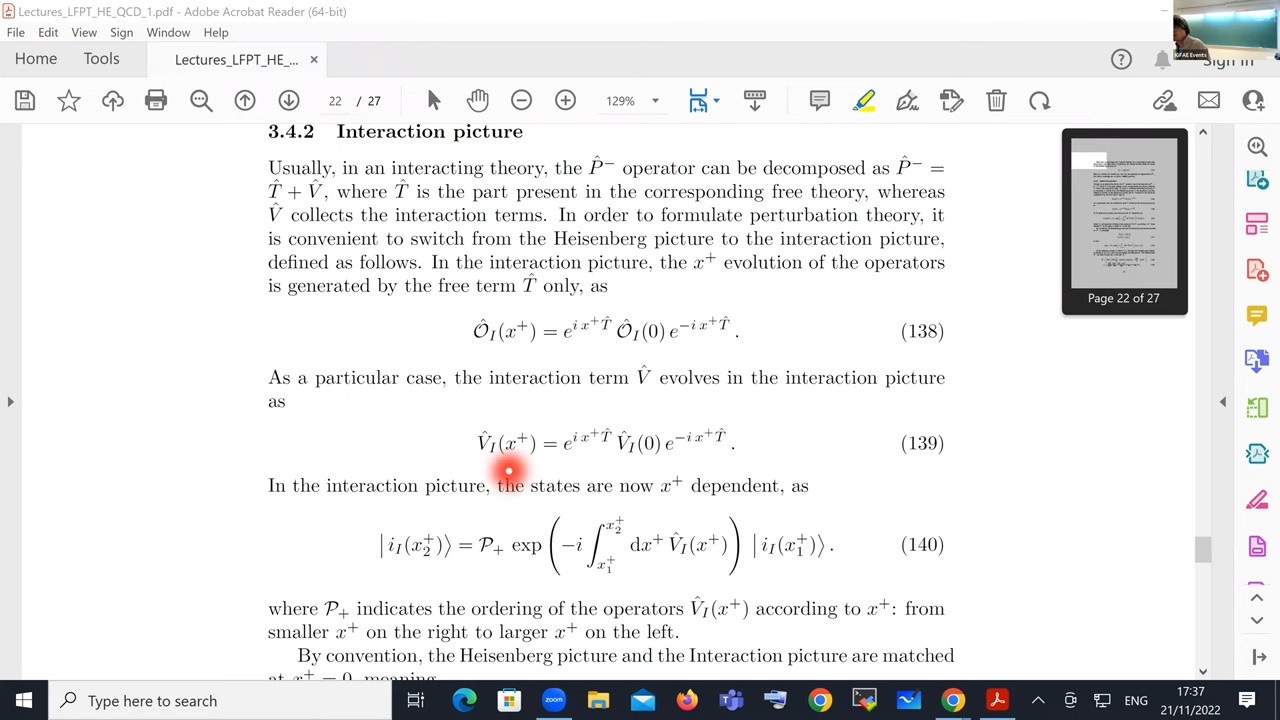 Lectures_LFPT_HE_QCD_1.pdf - Adobe Acrobat Reader (64-bit)
File Edit View Sign Window Help
Home Tools Lectures_LFPT_HE_... × Sign In
IGFAE Events
22 / 27 129%
3.4.2 Interaction picture
Usually, in an interacting theory, the P̂⁻ operator can be decomposed as P̂⁻ =
T̂ + V̂, where T̂ is the part present in the corresponding free theory, whereas
V̂ collects the interaction terms. In order to formulate perturbation theory, it
is convenient to switch from the Heisenberg picture to the interaction picture,
defined as follows. In the interaction picture, the x⁺ evolution of the operators
is generated by the free term T̂ only, as
Ô_I(x⁺) = e^{i x⁺T̂} Ô_I(0) e^{−i x⁺T̂} . (138)
As a particular case, the interaction term V̂ evolves in the interaction picture
as
V̂_I(x⁺) = e^{i x⁺T̂} V̂_I(0) e^{−i x⁺T̂} . (139)
In the interaction picture, the states are now x⁺ dependent, as
| i_I(x₂⁺)⟩ = 𝒫₊ exp (−i ∫_{x₁⁺}^{x₂⁺} dx⁺ V̂_I(x⁺)) | i_I(x₁⁺)⟩ . (140)
where 𝒫₊ indicates the ordering of the operators V̂_I(x⁺) according to x⁺: from
smaller x⁺ on the right to larger x⁺ on the left.
By convention, the Heisenberg picture and the Interaction picture are matched
at x⁺ = 0, meaning
Page 22 of 27
Type here to search
ENG
17:37
21/11/2022